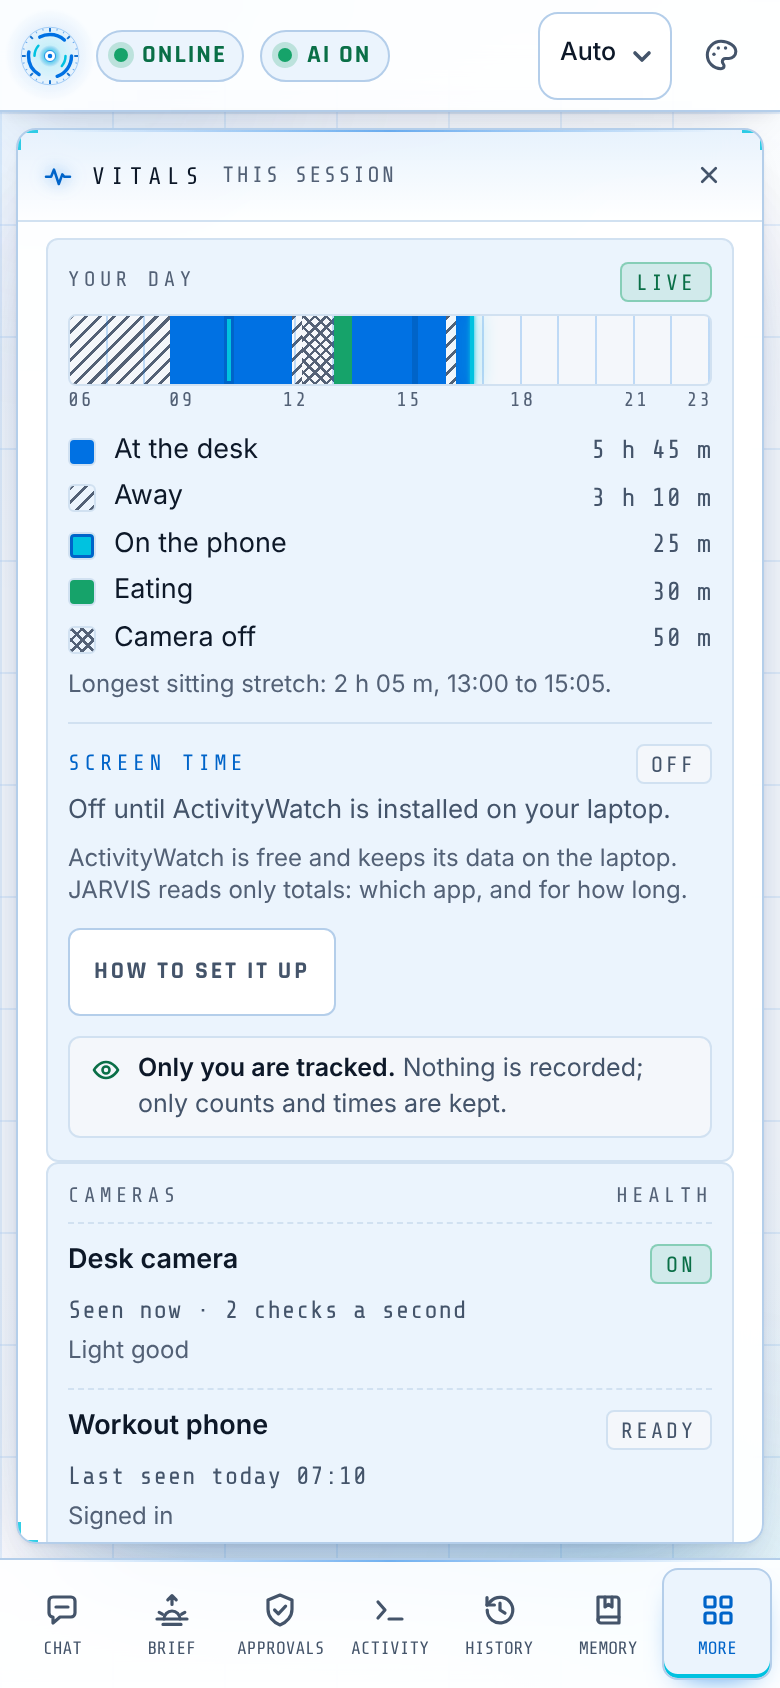 ONLINE
AI ON
Auto
VITALS THIS SESSION
YOUR DAY
LIVE
06 09 12 15 18 21 23
At the desk 5 h 45 m
Away 3 h 10 m
On the phone 25 m
Eating 30 m
Camera off 50 m
Longest sitting stretch: 2 h 05 m, 13:00 to 15:05.
SCREEN TIME
OFF
Off until ActivityWatch is installed on your laptop.
ActivityWatch is free and keeps its data on the laptop.
JARVIS reads only totals: which app, and for how long.
HOW TO SET IT UP
Only you are tracked. Nothing is recorded;
only counts and times are kept.
CAMERAS HEALTH
Desk camera
ON
Seen now · 2 checks a second
Light good
Workout phone
READY
Last seen today 07:10
Signed in
CHAT BRIEF APPROVALS ACTIVITY HISTORY MEMORY MORE